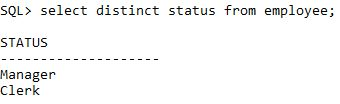 SQL> select distinct status from employee;
STATUS
--------------------
Manager
Clerk